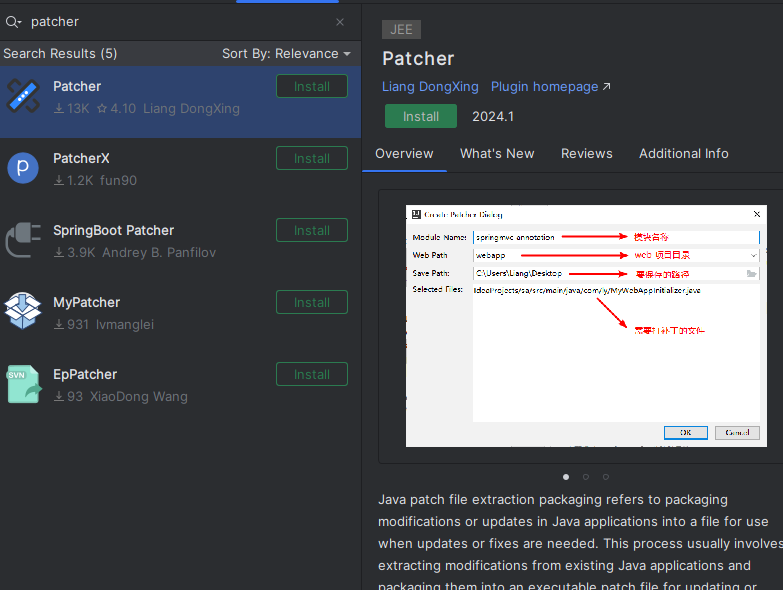 patcher
Search Results (5)
Sort By: Relevance
Patcher
Install
13K 4.10 Liang DongXing
PatcherX
Install
1.2K fun90
SpringBoot Patcher
Install
3.9K Andrey B. Panfilov
MyPatcher
Install
931 lvmanglei
SVN
EpPatcher
Install
93 XiaoDong Wang
JEE
Patcher
Liang DongXing Plugin homepage
Install 2024.1
Overview What's New Reviews Additional Info
Create Patcher Dialog
Module Name: springmvc-annotation 模块名称
Web Path webapp web 项目目录
Save Path: C:\Users\Liang\Desktop 要保存的路径
Selected Files: IdeaProjects/sa/src/main/java/com/ly/MyWebAppInitializer.java
需要打补丁的文件
OK Cancel
Java patch file extraction packaging refers to packaging
modifications or updates in Java applications into a file for use
when updates or fixes are needed. This process usually involves
extracting modifications from existing Java applications and
packaging them into an executable patch file for updating or